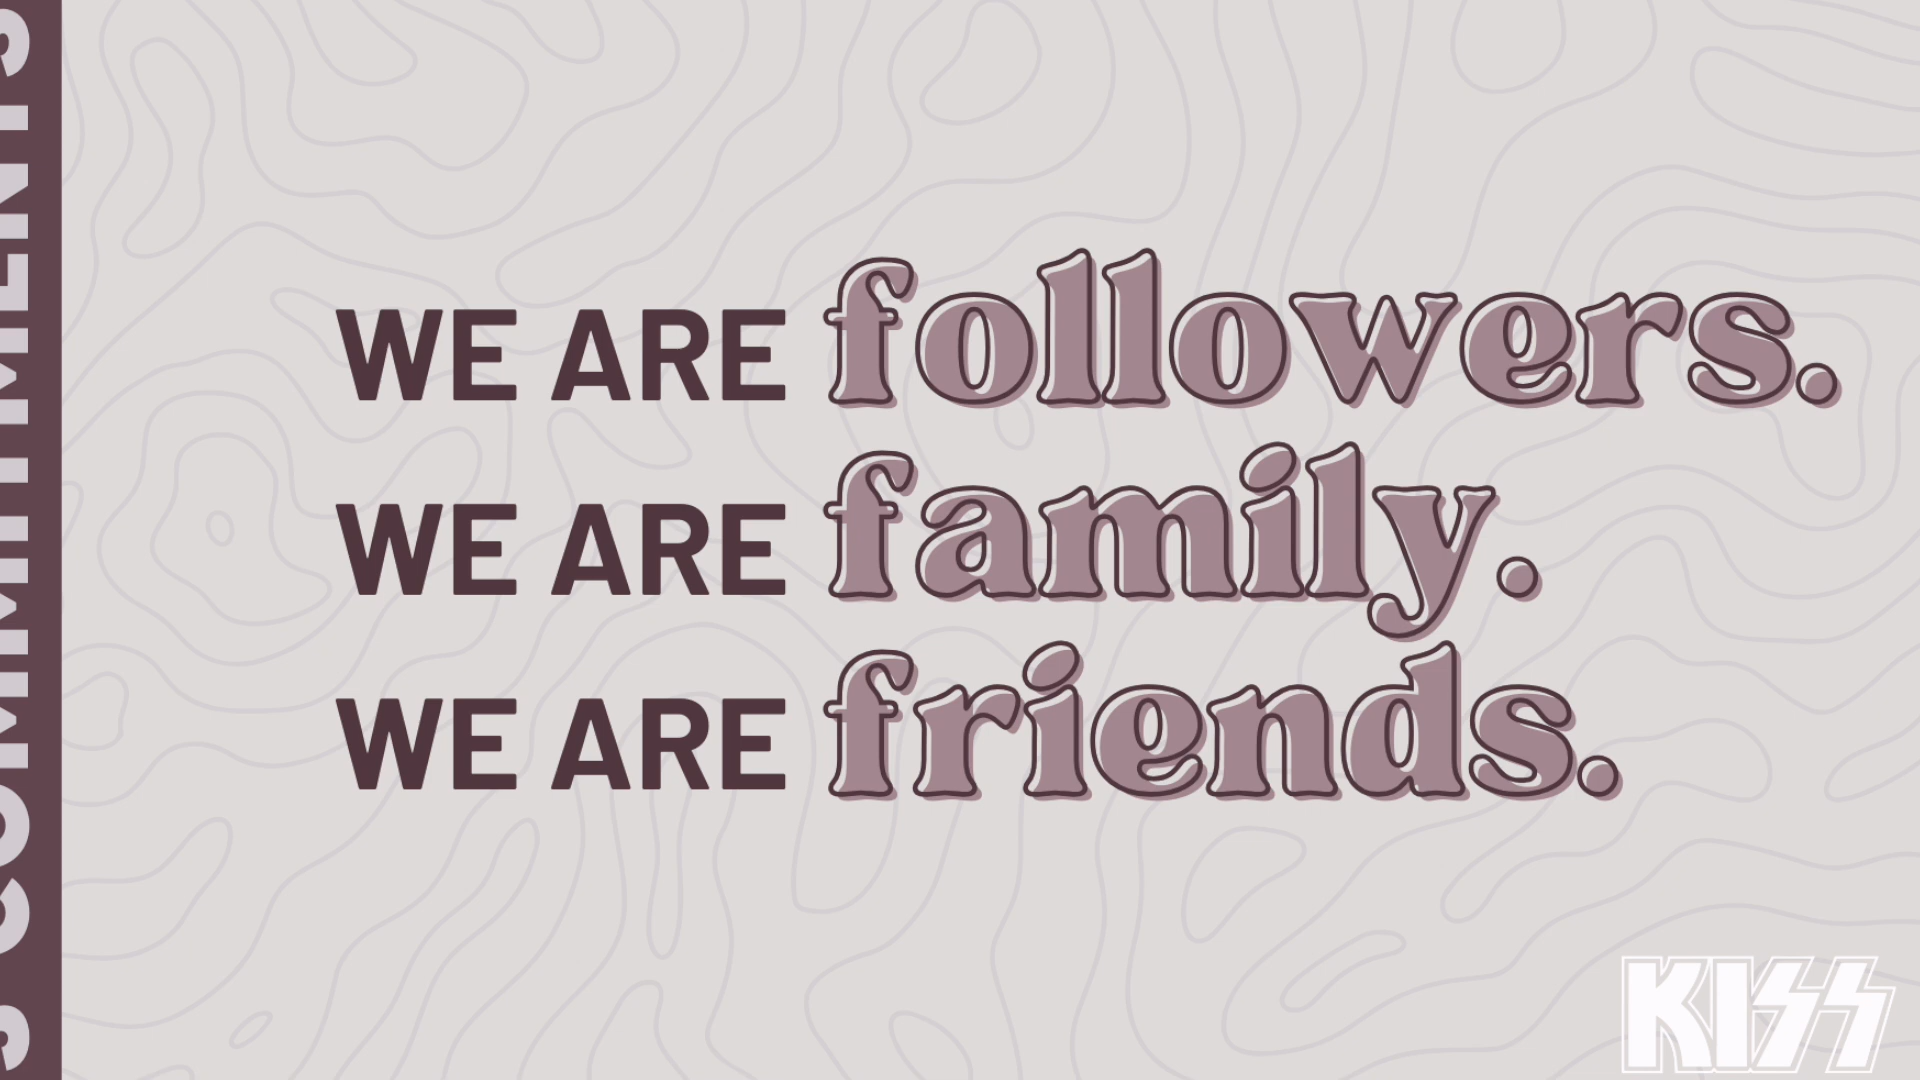 WE ARE followers.
WE ARE family.
WE ARE friends.
3 COMMITMENTS
KISS